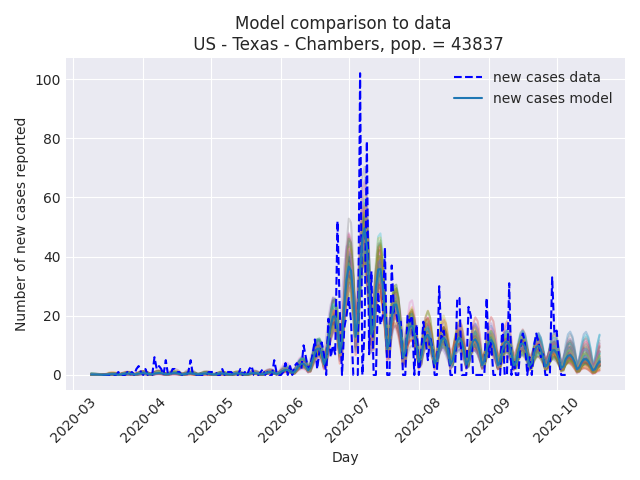 Model comparison to data
US - Texas - Chambers, pop. = 43837
new cases data
new cases model
Number of new cases reported
100
80
60
40
20
0
2020-03
2020-04
2020-05
2020-06
2020-07
2020-08
2020-09
2020-10
Day